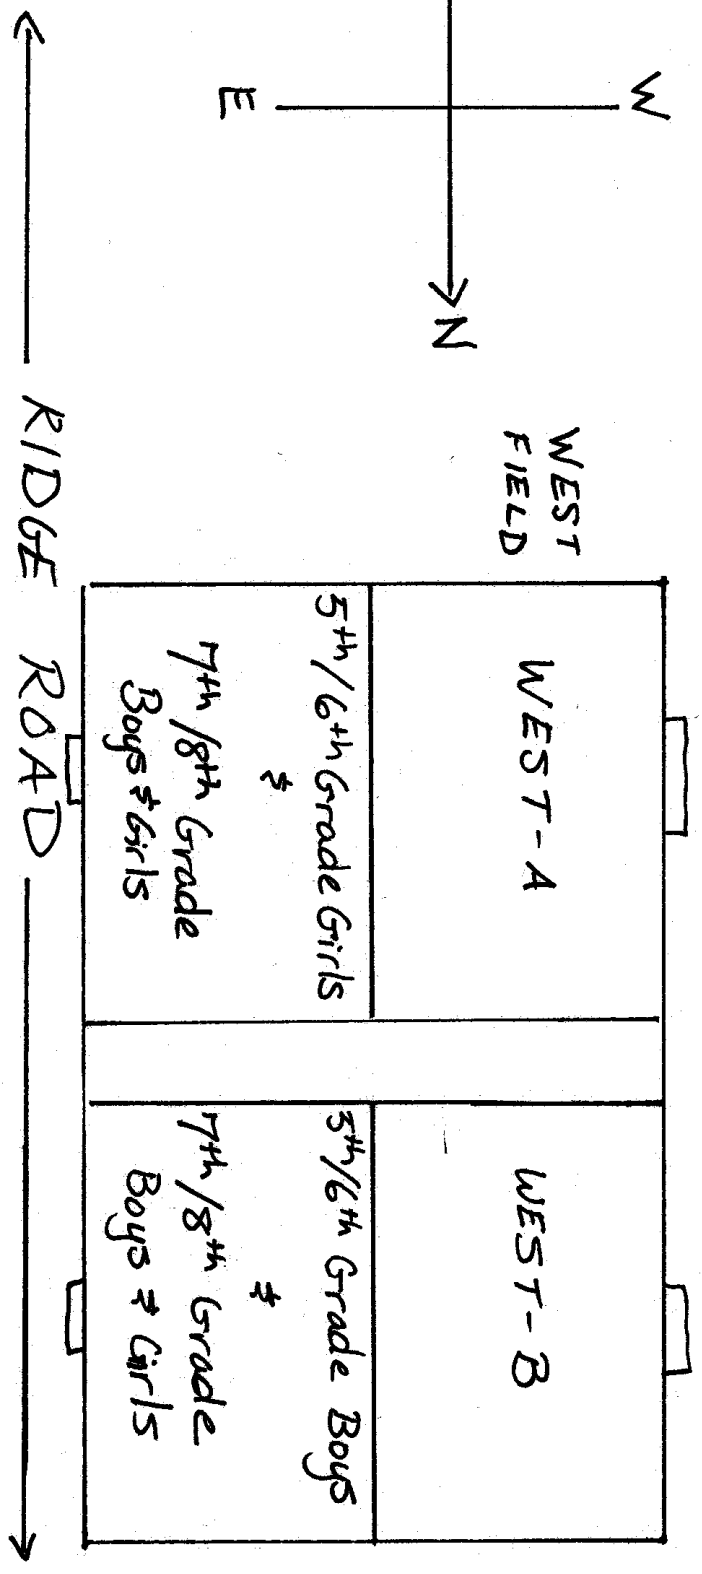 W
E
N
WEST
FIELD
WEST-A
5th/6th Grade Girls
&
7th/8th Grade
Boys & Girls
WEST-B
5th/6th Grade Boys
&
7th/8th Grade
Boys & Girls
RIDGE ROAD